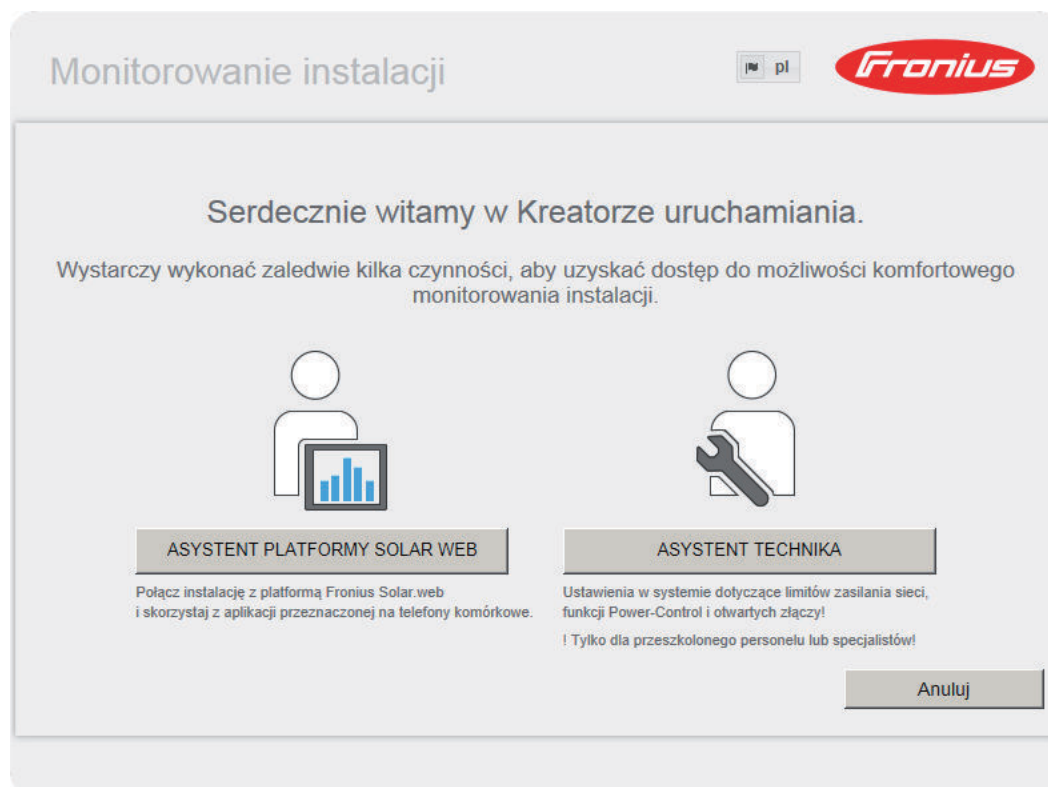 Monitorowanie instalacji
pl
Fronius
Serdecznie witamy w Kreatorze uruchamiania.
Wystarczy wykonać zaledwie kilka czynności, aby uzyskać dostęp do możliwości komfortowego
monitorowania instalacji.
ASYSTENT PLATFORMY SOLAR WEB
Połącz instalację z platformą Fronius Solar.web
i skorzystaj z aplikacji przeznaczonej na telefony komórkowe.
ASYSTENT TECHNIKA
Ustawienia w systemie dotyczące limitów zasilania sieci,
funkcji Power-Control i otwartych złączy!
! Tylko dla przeszkolonego personelu lub specjalistów!
Anuluj